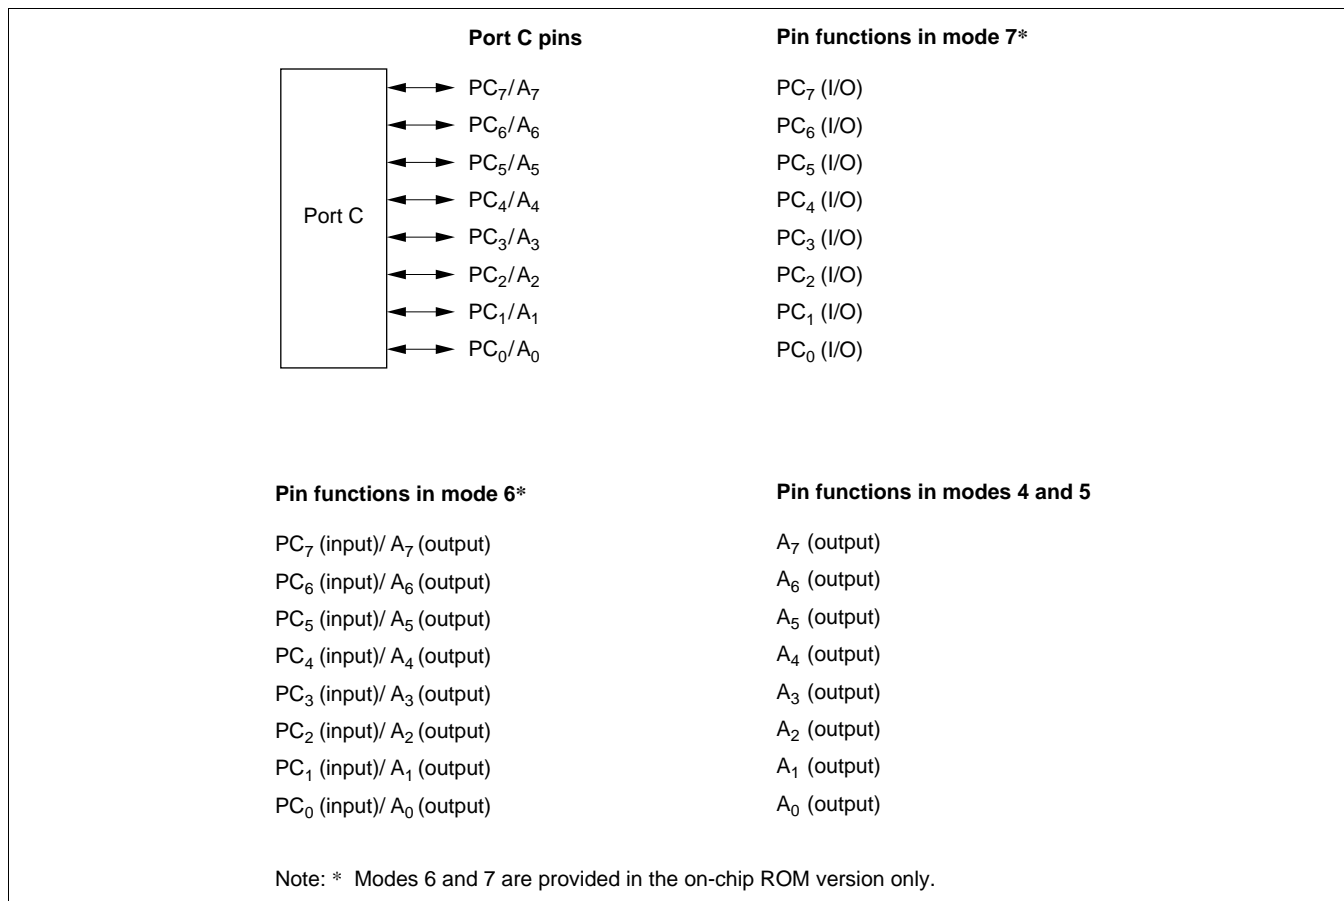 Port C pins Pin functions in mode 7*
PC7/A7 PC7 (I/O)
PC6/A6 PC6 (I/O)
PC5/A5 PC5 (I/O)
PC4/A4 PC4 (I/O)
Port C
PC3/A3 PC3 (I/O)
PC2/A2 PC2 (I/O)
PC1/A1 PC1 (I/O)
PC0/A0 PC0 (I/O)
Pin functions in mode 6* Pin functions in modes 4 and 5
PC7 (input)/ A7 (output) A7 (output)
PC6 (input)/ A6 (output) A6 (output)
PC5 (input)/ A5 (output) A5 (output)
PC4 (input)/ A4 (output) A4 (output)
PC3 (input)/ A3 (output) A3 (output)
PC2 (input)/ A2 (output) A2 (output)
PC1 (input)/ A1 (output) A1 (output)
PC0 (input)/ A0 (output) A0 (output)
Note: * Modes 6 and 7 are provided in the on-chip ROM version only.